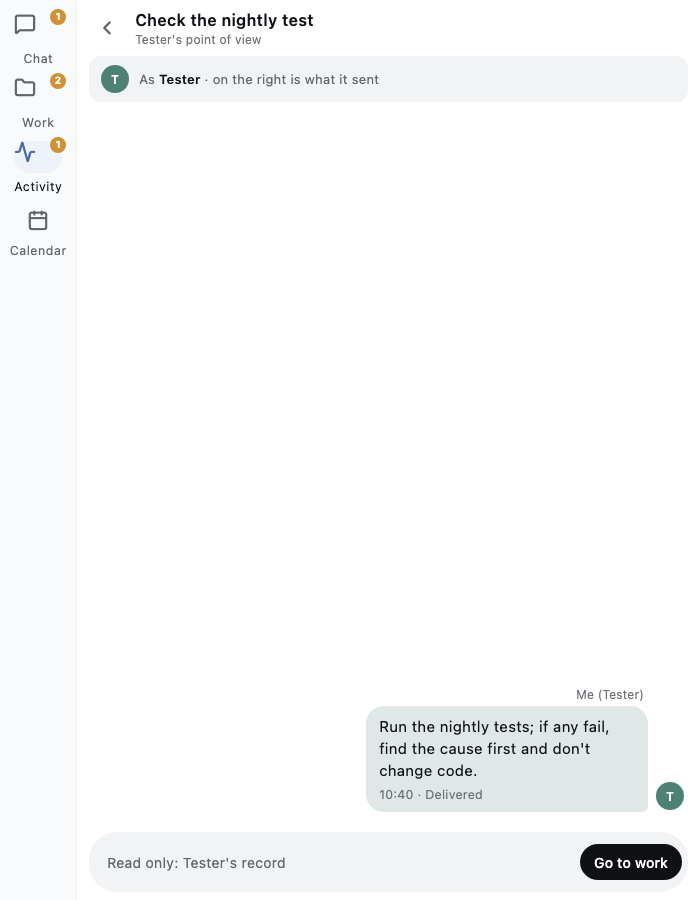 1
Chat
2
Work
1
Activity
Calendar
Check the nightly test
Tester's point of view
T
As Tester · on the right is what it sent
Me (Tester)
Run the nightly tests; if any fail,
find the cause first and don't
change code.
10:40 · Delivered
T
Read only: Tester's record
Go to work